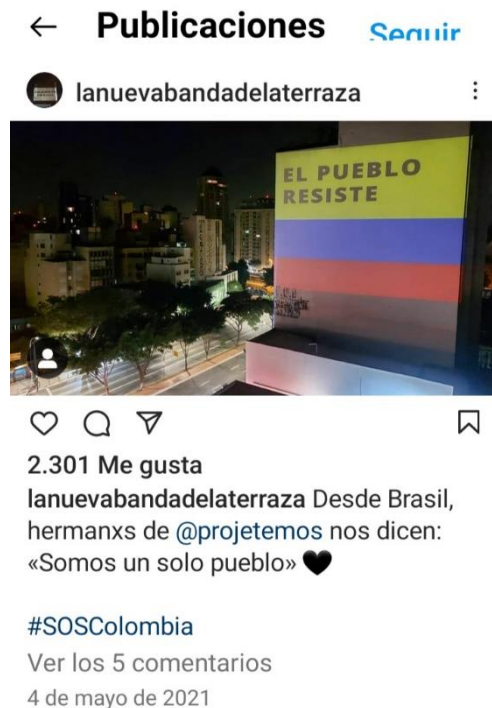 Publicaciones
Seguir
lanuevabandadelaterraza
EL PUEBLO
RESISTE
2.301 Me gusta
lanuevabandadelaterraza Desde Brasil,
hermanxs de @projetemos nos dicen:
«Somos un solo pueblo» 🖤
#SOSColombia
Ver los 5 comentarios
4 de mayo de 2021